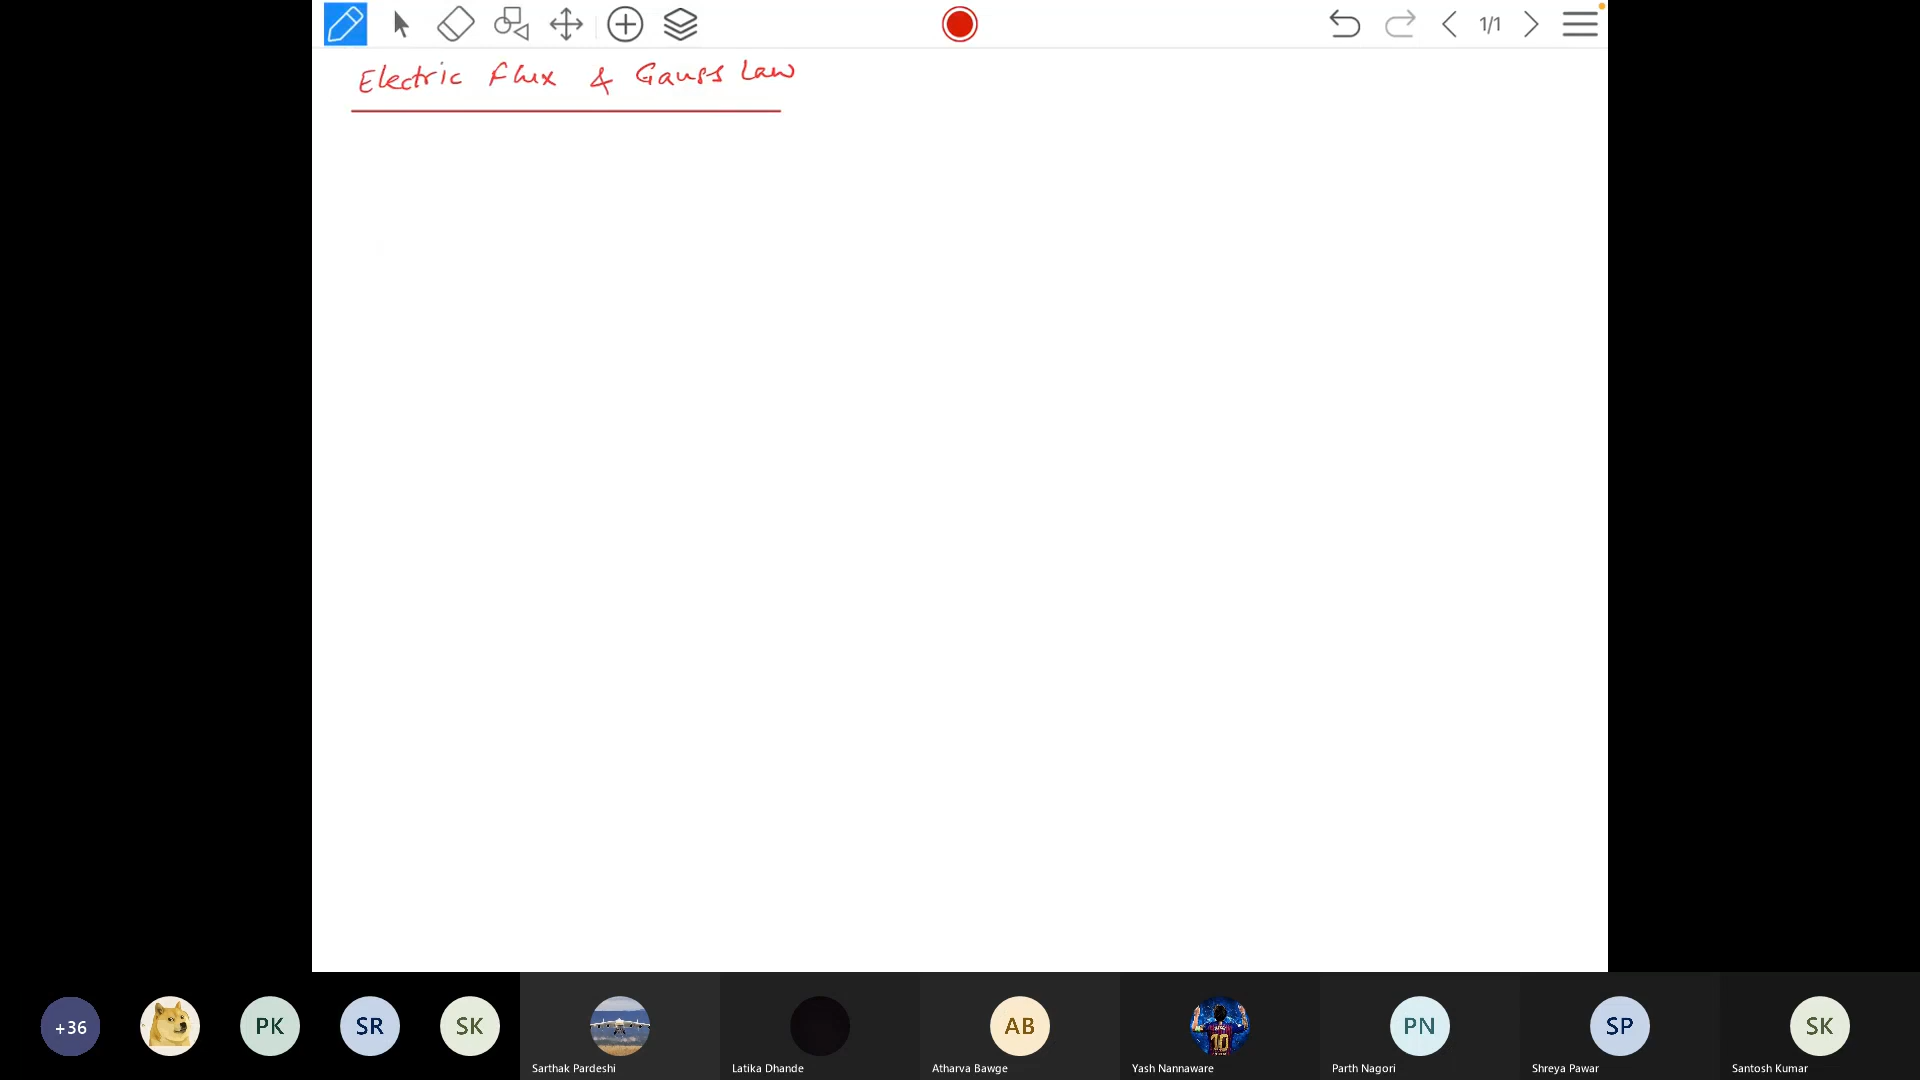 1/1
Electric Flux & Gauss Law
+36
PK
SR
SK
AB
10
PN
SP
SK
Sarthak Pardeshi
Latika Dhande
Atharva Bawge
Yash Nannaware
Parth Nagori
Shreya Pawar
Santosh Kumar